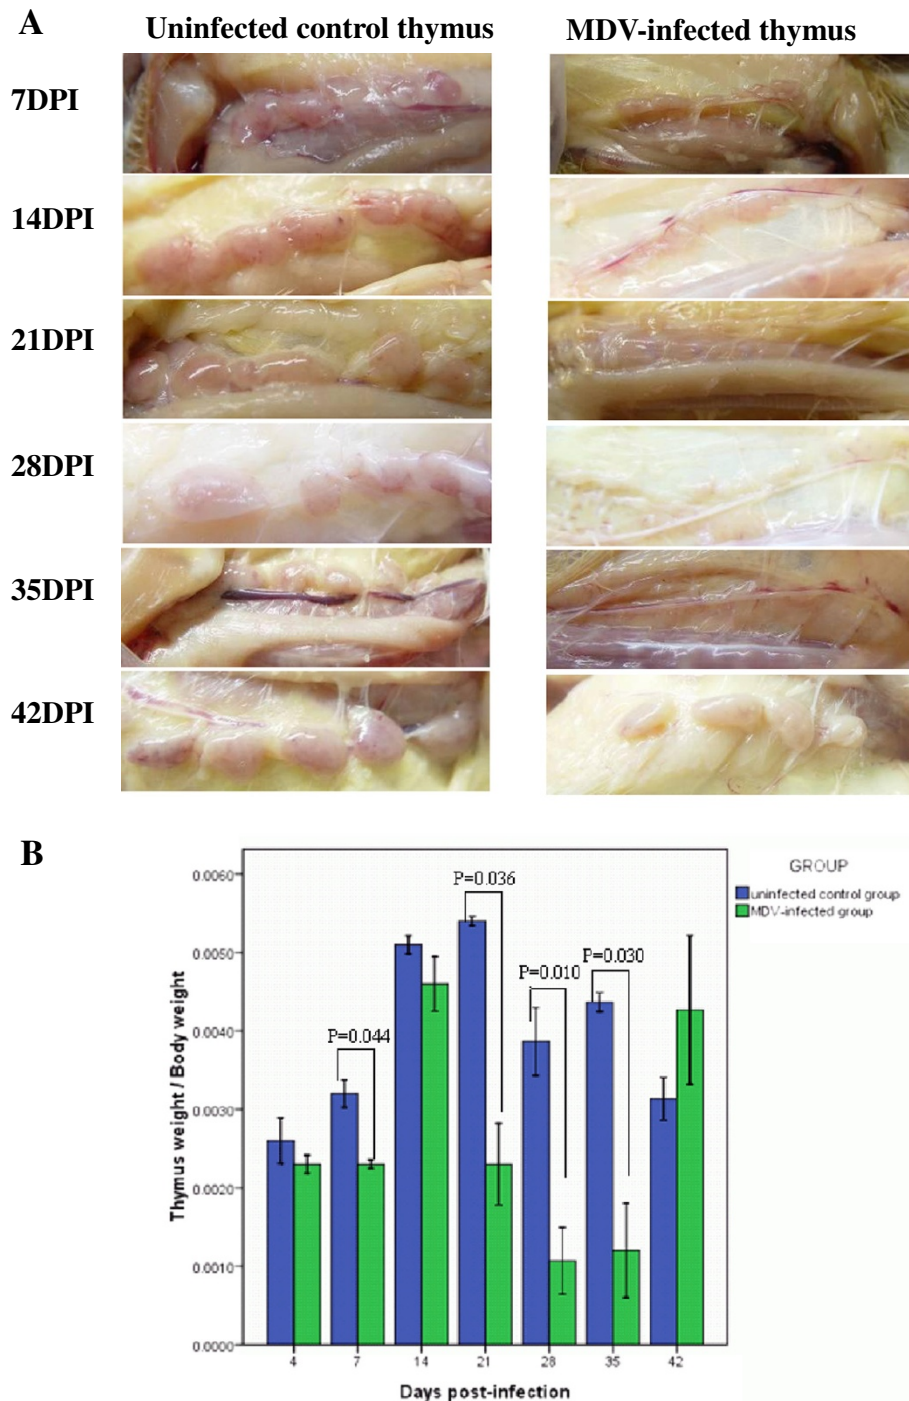 A
Uninfected control thymus
MDV-infected thymus
7DPI
14DPI
21DPI
28DPI
35DPI
42DPI
B
GROUP
uninfected control group
MDV-infected group
P=0.036
P=0.010
P=0.030
P=0.044
0.0060
0.0050
0.0040
0.0030
0.0020
0.0010
0.0000
Thymus weight / Body weight
4 7 14 21 28 35 42
Days post-infection